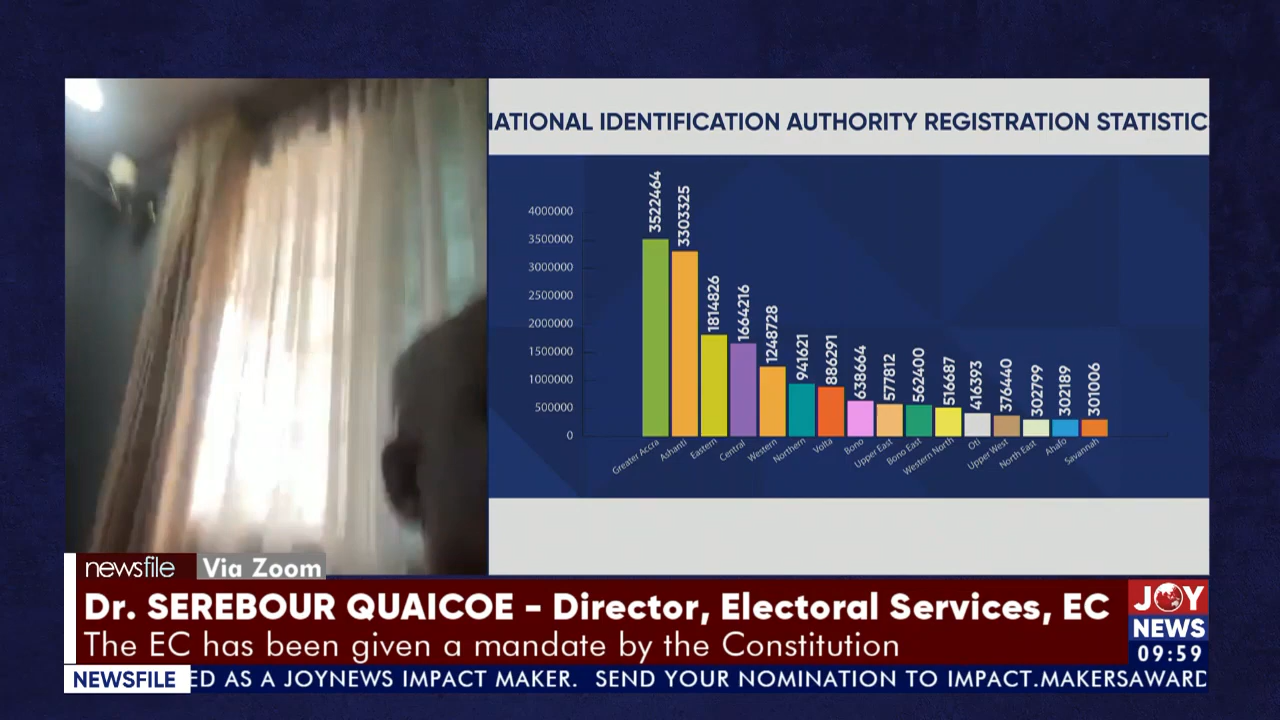 NATIONAL IDENTIFICATION AUTHORITY REGISTRATION STATISTIC
4000000
3500000
3000000
2500000
2000000
1500000
1000000
500000
0
3522464
3303325
1814826
1664216
1248728
941621
886291
638664
577812
562400
516687
416393
376440
302799
302189
301006
Greater Accra
Ashanti
Eastern
Central
Western
Northern
Volta
Bono
Upper East
Bono East
Western North
Oti
Upper West
North East
Ahafo
Savannah
newsfile Via Zoom
Dr. SEREBOUR QUAICOE - Director, Electoral Services, EC
The EC has been given a mandate by the Constitution
JOY
NEWS
09:59
NEWSFILE ED AS A JOYNEWS IMPACT MAKER. SEND YOUR NOMINATION TO IMPACT.MAKERSAWARD